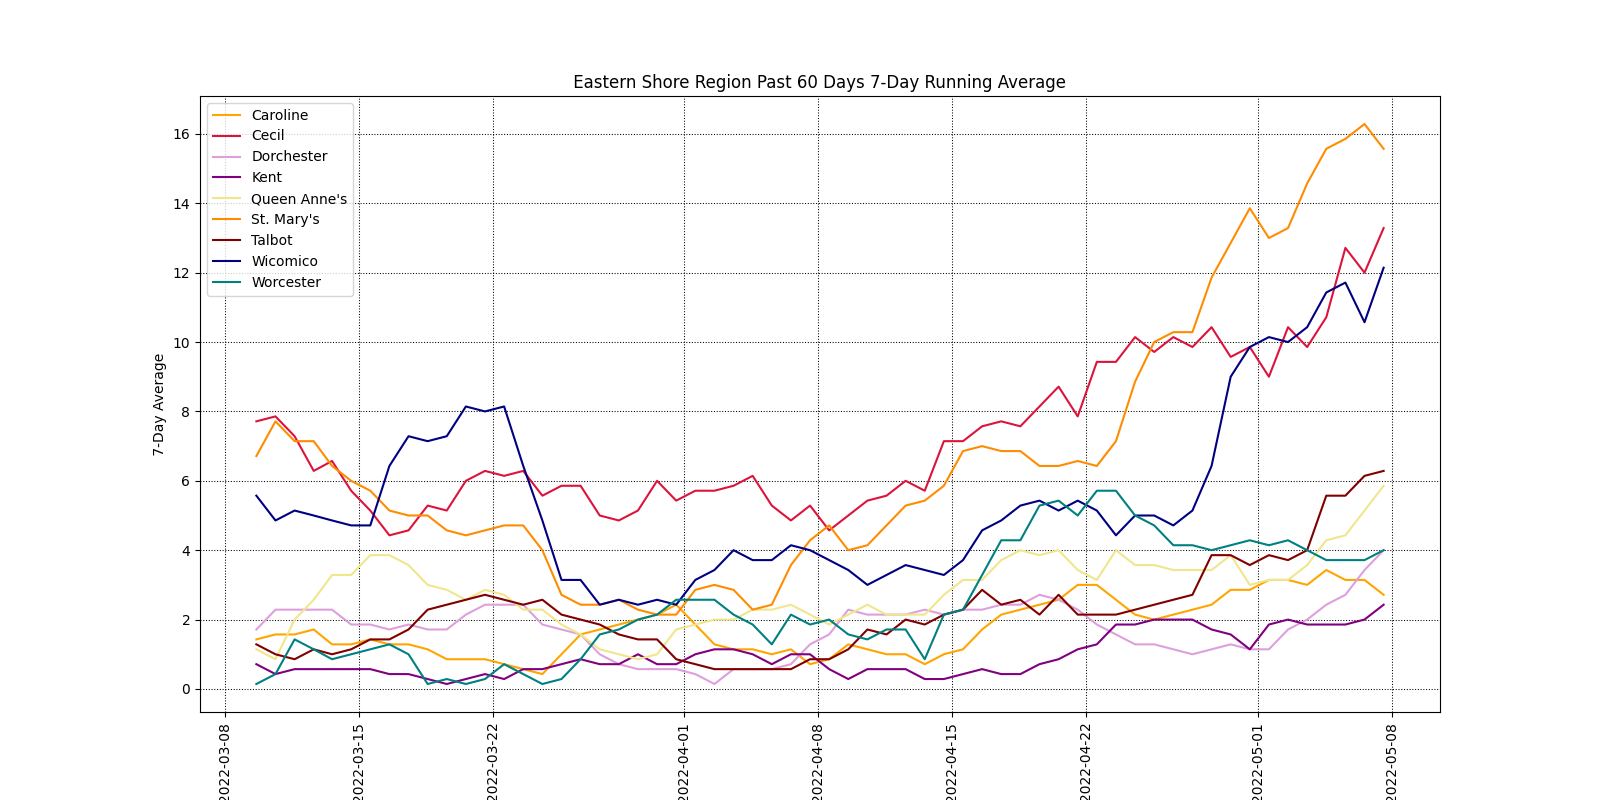 Eastern Shore Region Past 60 Days 7-Day Running Average
Caroline
Cecil
Dorchester
Kent
Queen Anne's
St. Mary's
Talbot
Wicomico
Worcester
7-Day Average
16
14
12
10
8
6
4
2
0
2022-03-08
2022-03-15
2022-03-22
2022-04-01
2022-04-08
2022-04-15
2022-04-22
2022-05-01
2022-05-08